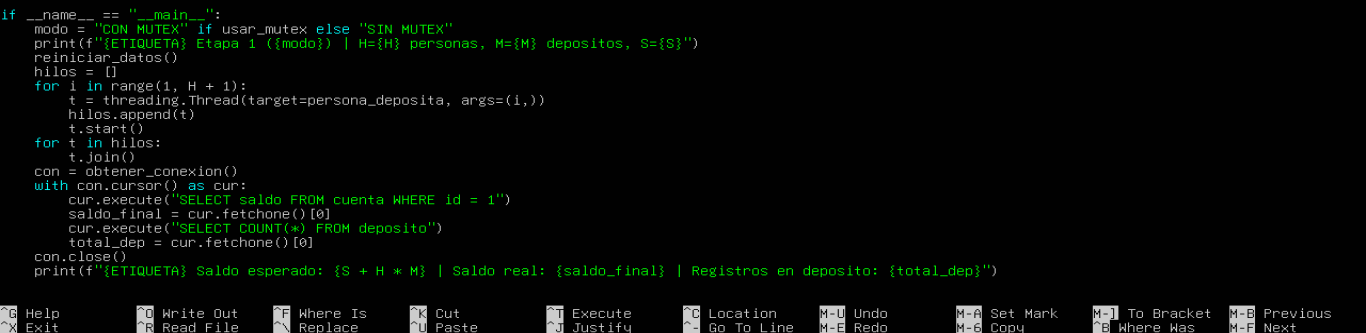 if __name__ == "__main__":
    modo = "CON MUTEX" if usar_mutex else "SIN MUTEX"
    print(f"{ETIQUETA} Etapa 1 ({modo}) | H={H} personas, M={M} depositos, S={S}")
    reiniciar_datos()
    hilos = []
    for i in range(1, H + 1):
        t = threading.Thread(target=persona_deposita, args=(i,))
        hilos.append(t)
        t.start()
    for t in hilos:
        t.join()
    con = obtener_conexion()
    with con.cursor() as cur:
        cur.execute("SELECT saldo FROM cuenta WHERE id = 1")
        saldo_final = cur.fetchone()[0]
        cur.execute("SELECT COUNT(*) FROM deposito")
        total_dep = cur.fetchone()[0]
    con.close()
    print(f"{ETIQUETA} Saldo esperado: {S + H * M} | Saldo real: {saldo_final} | Registros en deposito: {total_dep}")
^G Help ^O Write Out ^F Where Is ^K Cut ^T Execute ^C Location M-U Undo M-A Set Mark M-] To Bracket M-B Previous
^X Exit ^R Read File ^\ Replace ^U Paste ^J Justify ^- Go To Line M-E Redo M-6 Copy ^B Where Was M-F Next